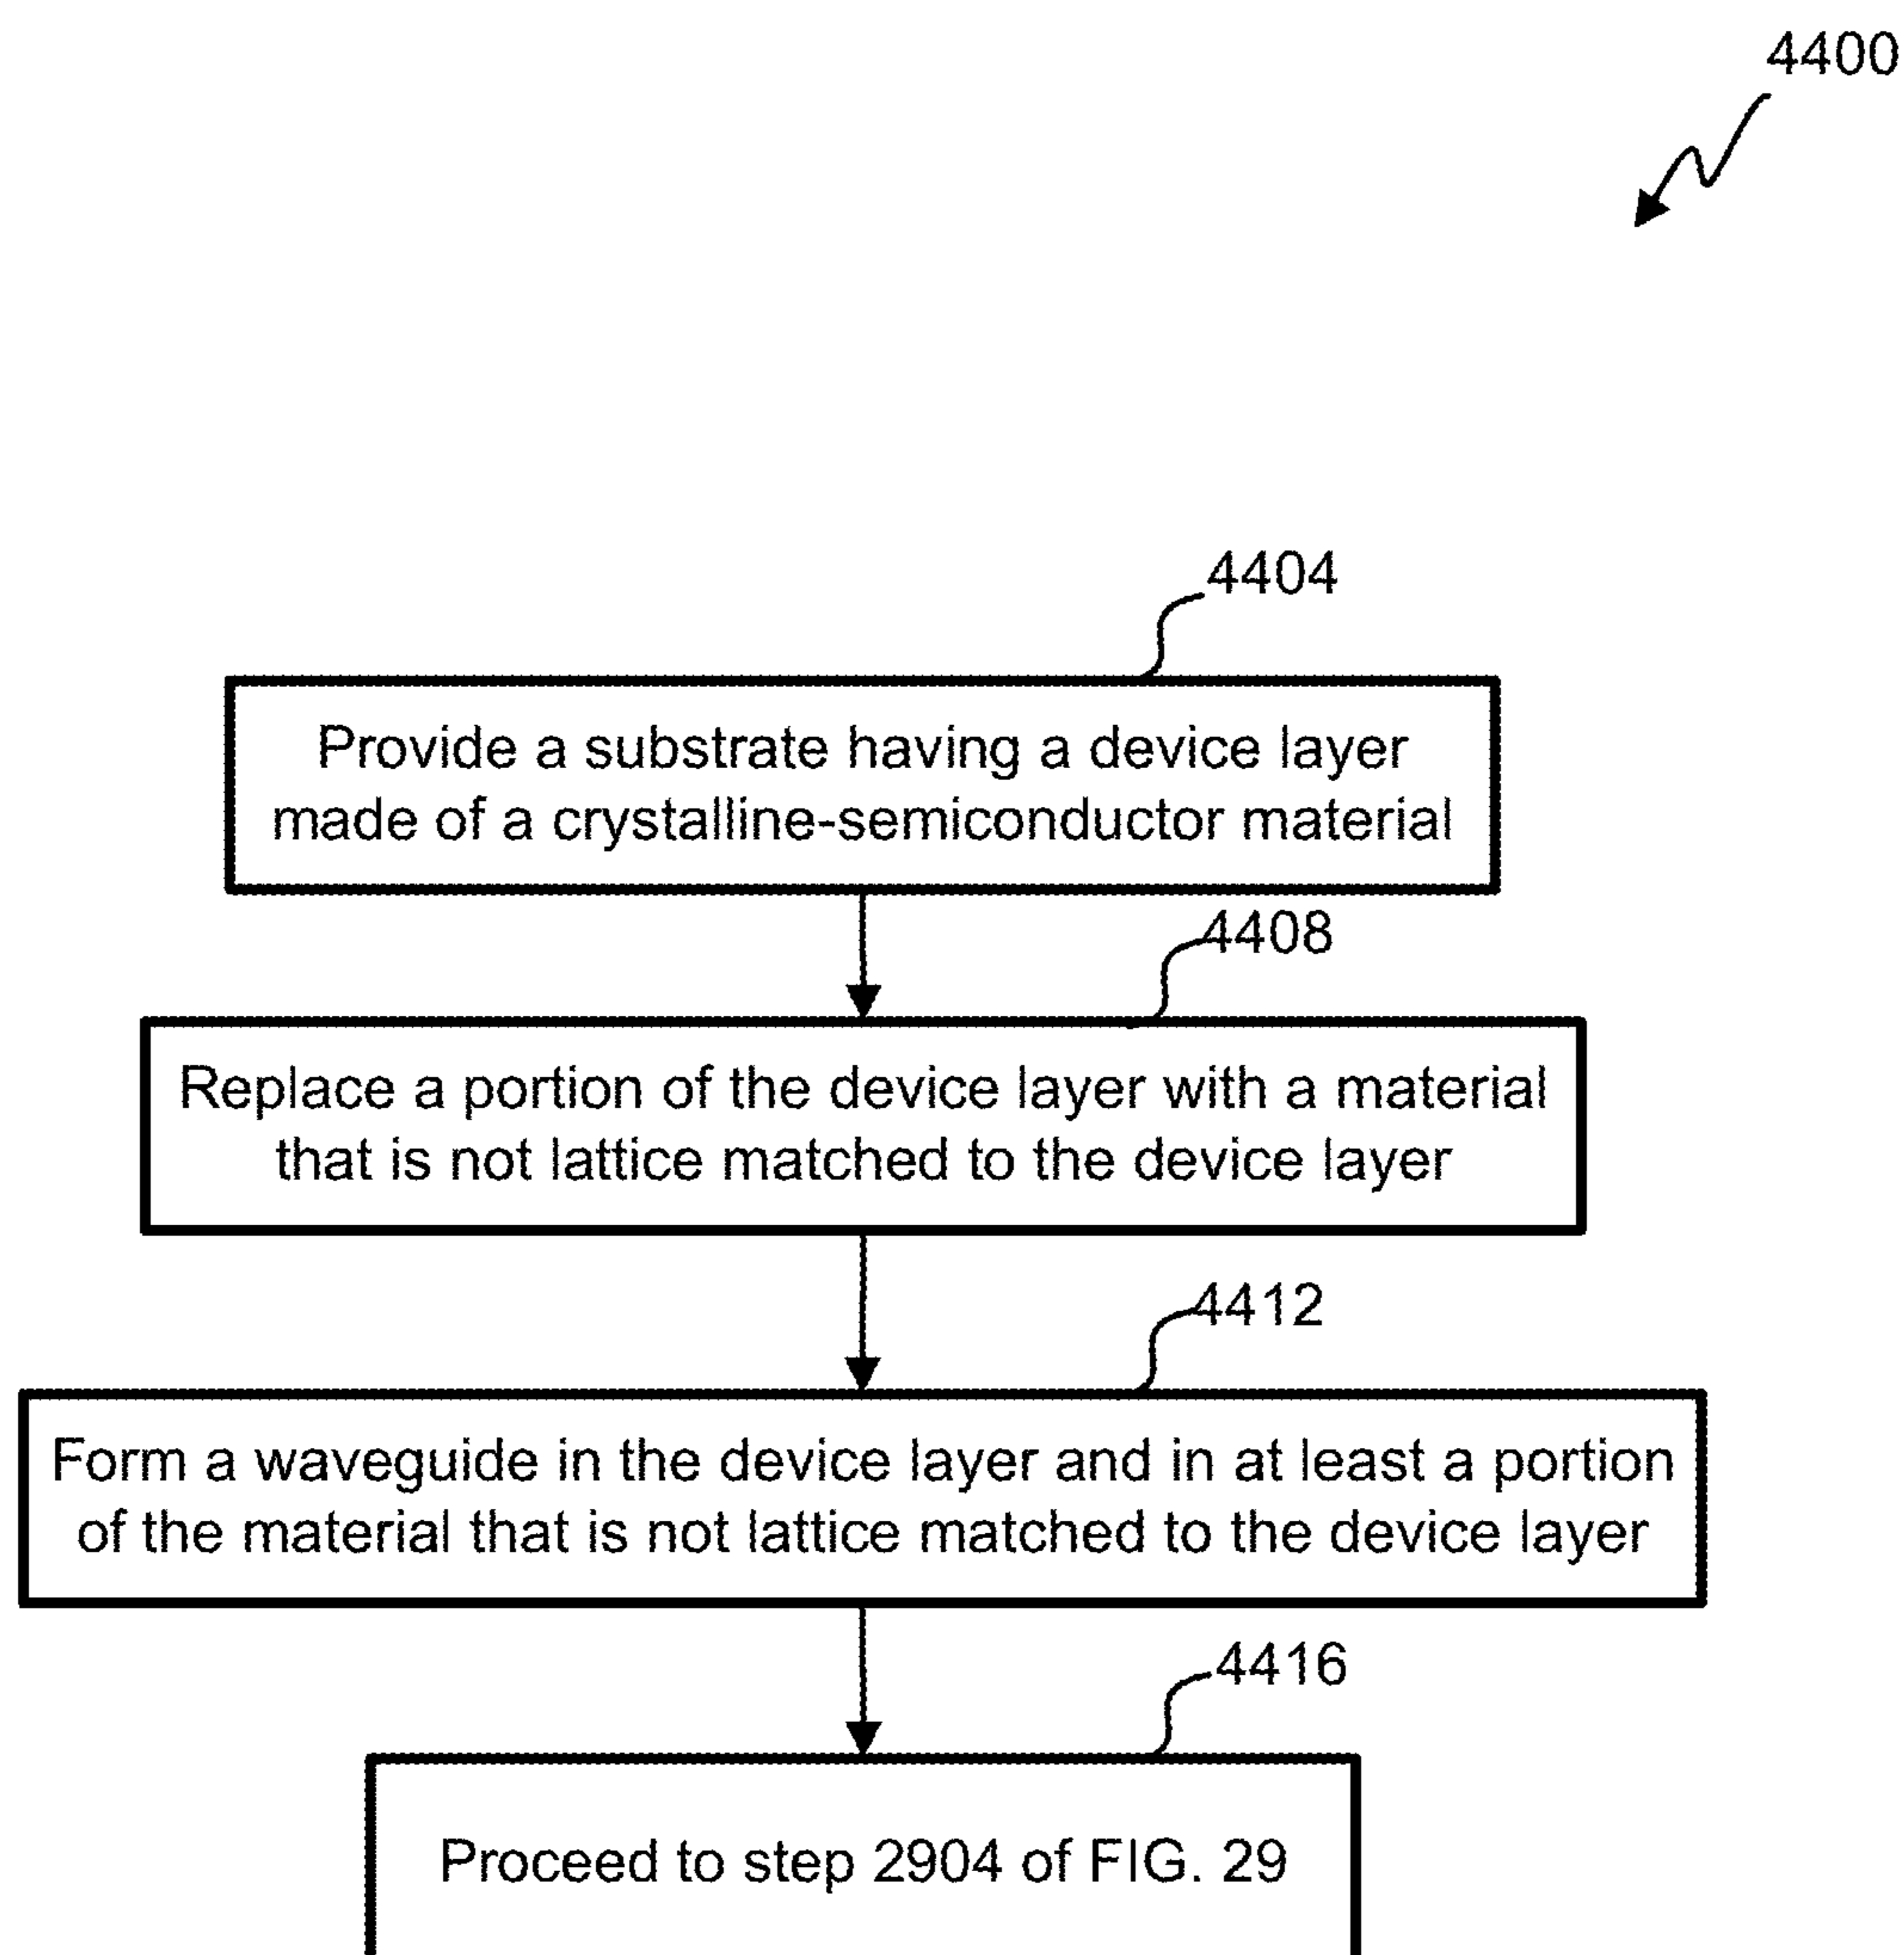 4400
4404
Provide a substrate having a device layer
made of a crystalline-semiconductor material
4408
Replace a portion of the device layer with a material
that is not lattice matched to the device layer
4412
Form a waveguide in the device layer and in at least a portion
of the material that is not lattice matched to the device layer
4416
Proceed to step 2904 of FIG. 29